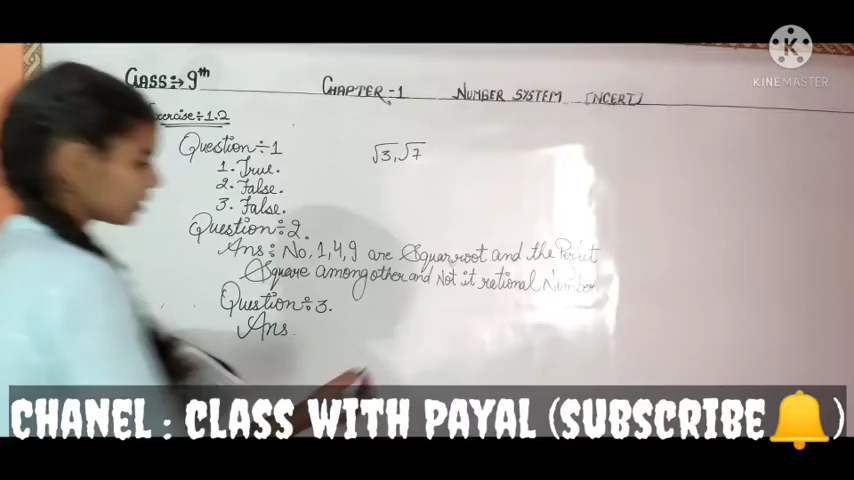 KINEMASTER
CLASS :→ 9th
CHAPTER -1 NUMBER SYSTEM [NCERT]
Exercise ÷ 1.2
Question ÷ 1
√3, √7
1. True.
2. False.
3. False.
Question ÷ 2.
Ans : No, 1, 4, 9 are Squarroot and the Perfect
Square among other and Not it retional Number
Question ÷ 3.
Ans.
CHANEL : CLASS WITH PAYAL (SUBSCRIBE 🔔)